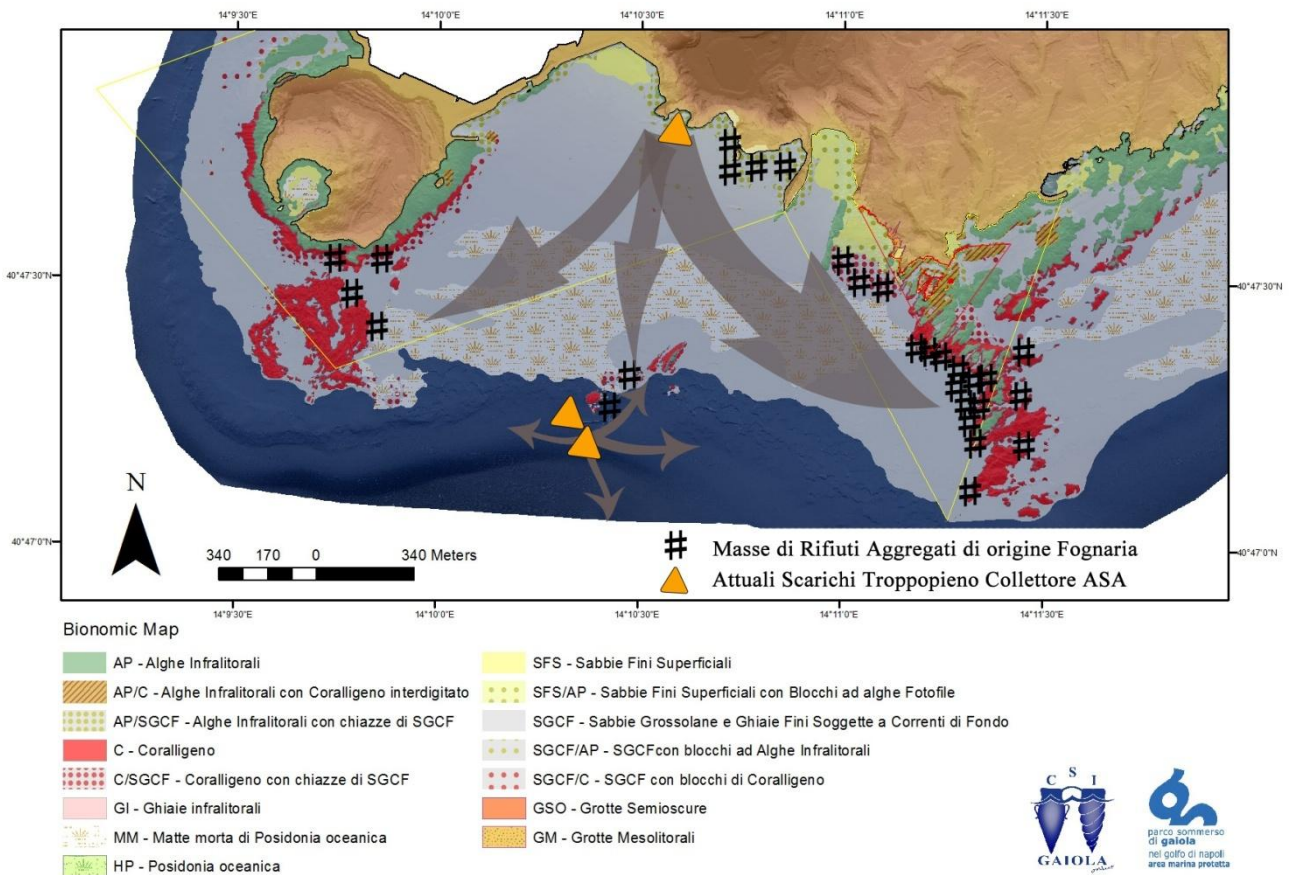 14°9'30"E 14°10'0"E 14°10'30"E 14°11'0"E 14°11'30"E
40°47'30"N 40°47'30"N
N
40°47'0"N 40°47'0"N
340 170 0 340 Meters
Masse di Rifiuti Aggregati di origine Fognaria
Attuali Scarichi Troppopieno Collettore ASA
14°9'30"E 14°10'0"E 14°10'30"E 14°11'0"E 14°11'30"E
Bionomic Map
AP - Alghe Infralitorali
AP/C - Alghe Infralitorali con Coralligeno interdigitato
AP/SGCF - Alghe Infralitorali con chiazze di SGCF
C - Coralligeno
C/SGCF - Coralligeno con chiazze di SGCF
GI - Ghiaie infralitorali
MM - Matte morta di Posidonia oceanica
HP - Posidonia oceanica
SFS - Sabbie Fini Superficiali
SFS/AP - Sabbie Fini Superficiali con Blocchi ad alghe Fotofile
SGCF - Sabbie Grossolane e Ghiaie Fini Soggette a Correnti di Fondo
SGCF/AP - SGCFcon blocchi ad Alghe Infralitorali
SGCF/C - SGCF con blocchi di Coralligeno
GSO - Grotte Semioscure
GM - Grotte Mesolitorali
C S I
GAIOLA
onlus
parco sommerso
di gaiola
nel golfo di napoli
area marina protetta